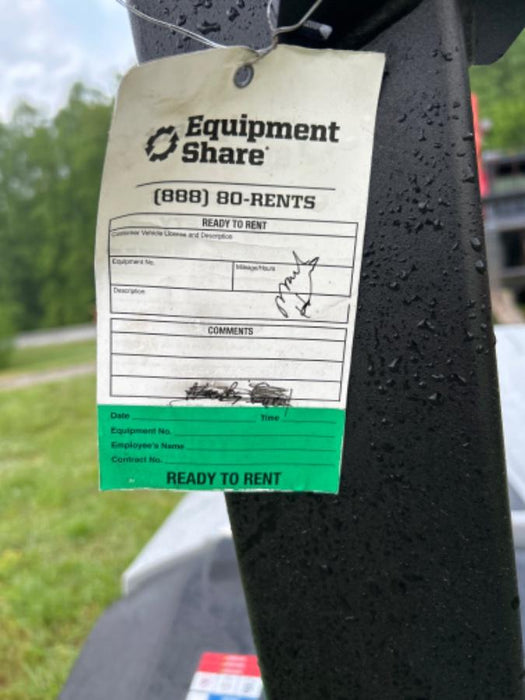 Equipment
Share
(888) 80-RENTS
READY TO RENT
Customer Vehicle License and Description
Equipment No.
Mileage/Hours
Description
COMMENTS
Date
Time
Equipment No.
Employee's Name
Contract No.
READY TO RENT